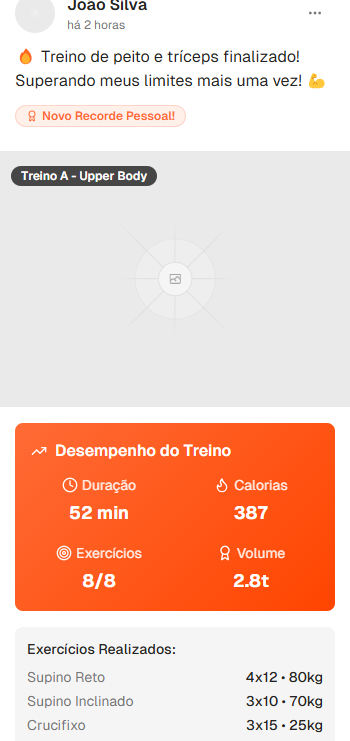 João Silva
há 2 horas
🔥 Treino de peito e tríceps finalizado!
Superando meus limites mais uma vez! 💪
Novo Recorde Pessoal!
Treino A - Upper Body
Desempenho do Treino
Duração
Calorias
52 min
387
Exercícios
Volume
8/8
2.8t
Exercícios Realizados:
Supino Reto 4x12 • 80kg
Supino Inclinado 3x10 • 70kg
Crucifixo 3x15 • 25kg